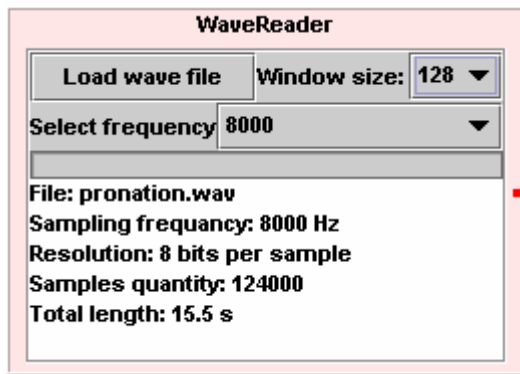 WaveReader
Load wave file Window size: 128
Select frequency 8000
File: pronation.wav
Sampling frequancy: 8000 Hz
Resolution: 8 bits per sample
Samples quantity: 124000
Total length: 15.5 s